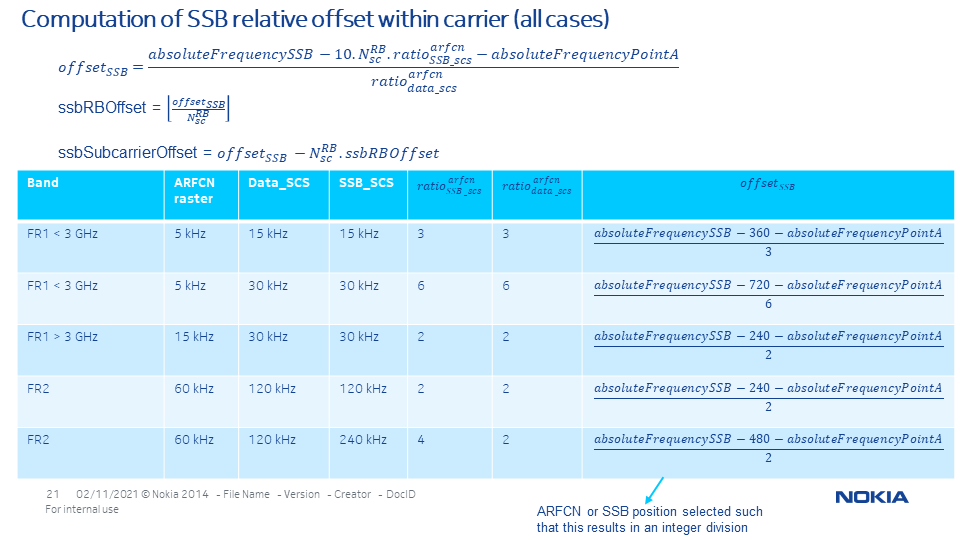 Computation of SSB relative offset within carrier (all cases)
offset_{SSB} = \frac{absoluteFrequencySSB − 10.N_{sc}^{RB}.ratio_{SSB\_scs}^{arfcn} − absoluteFrequencyPointA}{ratio_{data\_scs}^{arfcn}}
ssbRBOffset = \left\lfloor \frac{offset_{SSB}}{N_{sc}^{RB}} \right\rfloor
ssbSubcarrierOffset = offset_{SSB} − N_{sc}^{RB}.ssbRBOffset
Band ARFCN raster Data_SCS SSB_SCS ratio_{SSB\_scs}^{arfcn} ratio_{data\_scs}^{arfcn} offset_{SSB}
FR1 < 3 GHz 5 kHz 15 kHz 15 kHz 3 3 \frac{absoluteFrequencySSB − 360 − absoluteFrequencyPointA}{3}
FR1 < 3 GHz 5 kHz 30 kHz 30 kHz 6 6 \frac{absoluteFrequencySSB − 720 − absoluteFrequencyPointA}{6}
FR1 > 3 GHz 15 kHz 30 kHz 30 kHz 2 2 \frac{absoluteFrequencySSB − 240 − absoluteFrequencyPointA}{2}
FR2 60 kHz 120 kHz 120 kHz 2 2 \frac{absoluteFrequencySSB − 240 − absoluteFrequencyPointA}{2}
FR2 60 kHz 120 kHz 240 kHz 4 2 \frac{absoluteFrequencySSB − 480 − absoluteFrequencyPointA}{2}
21 02/11/2021 © Nokia 2014 - File Name - Version - Creator - DocID
For internal use
ARFCN or SSB position selected such
that this results in an integer division
NOKIA